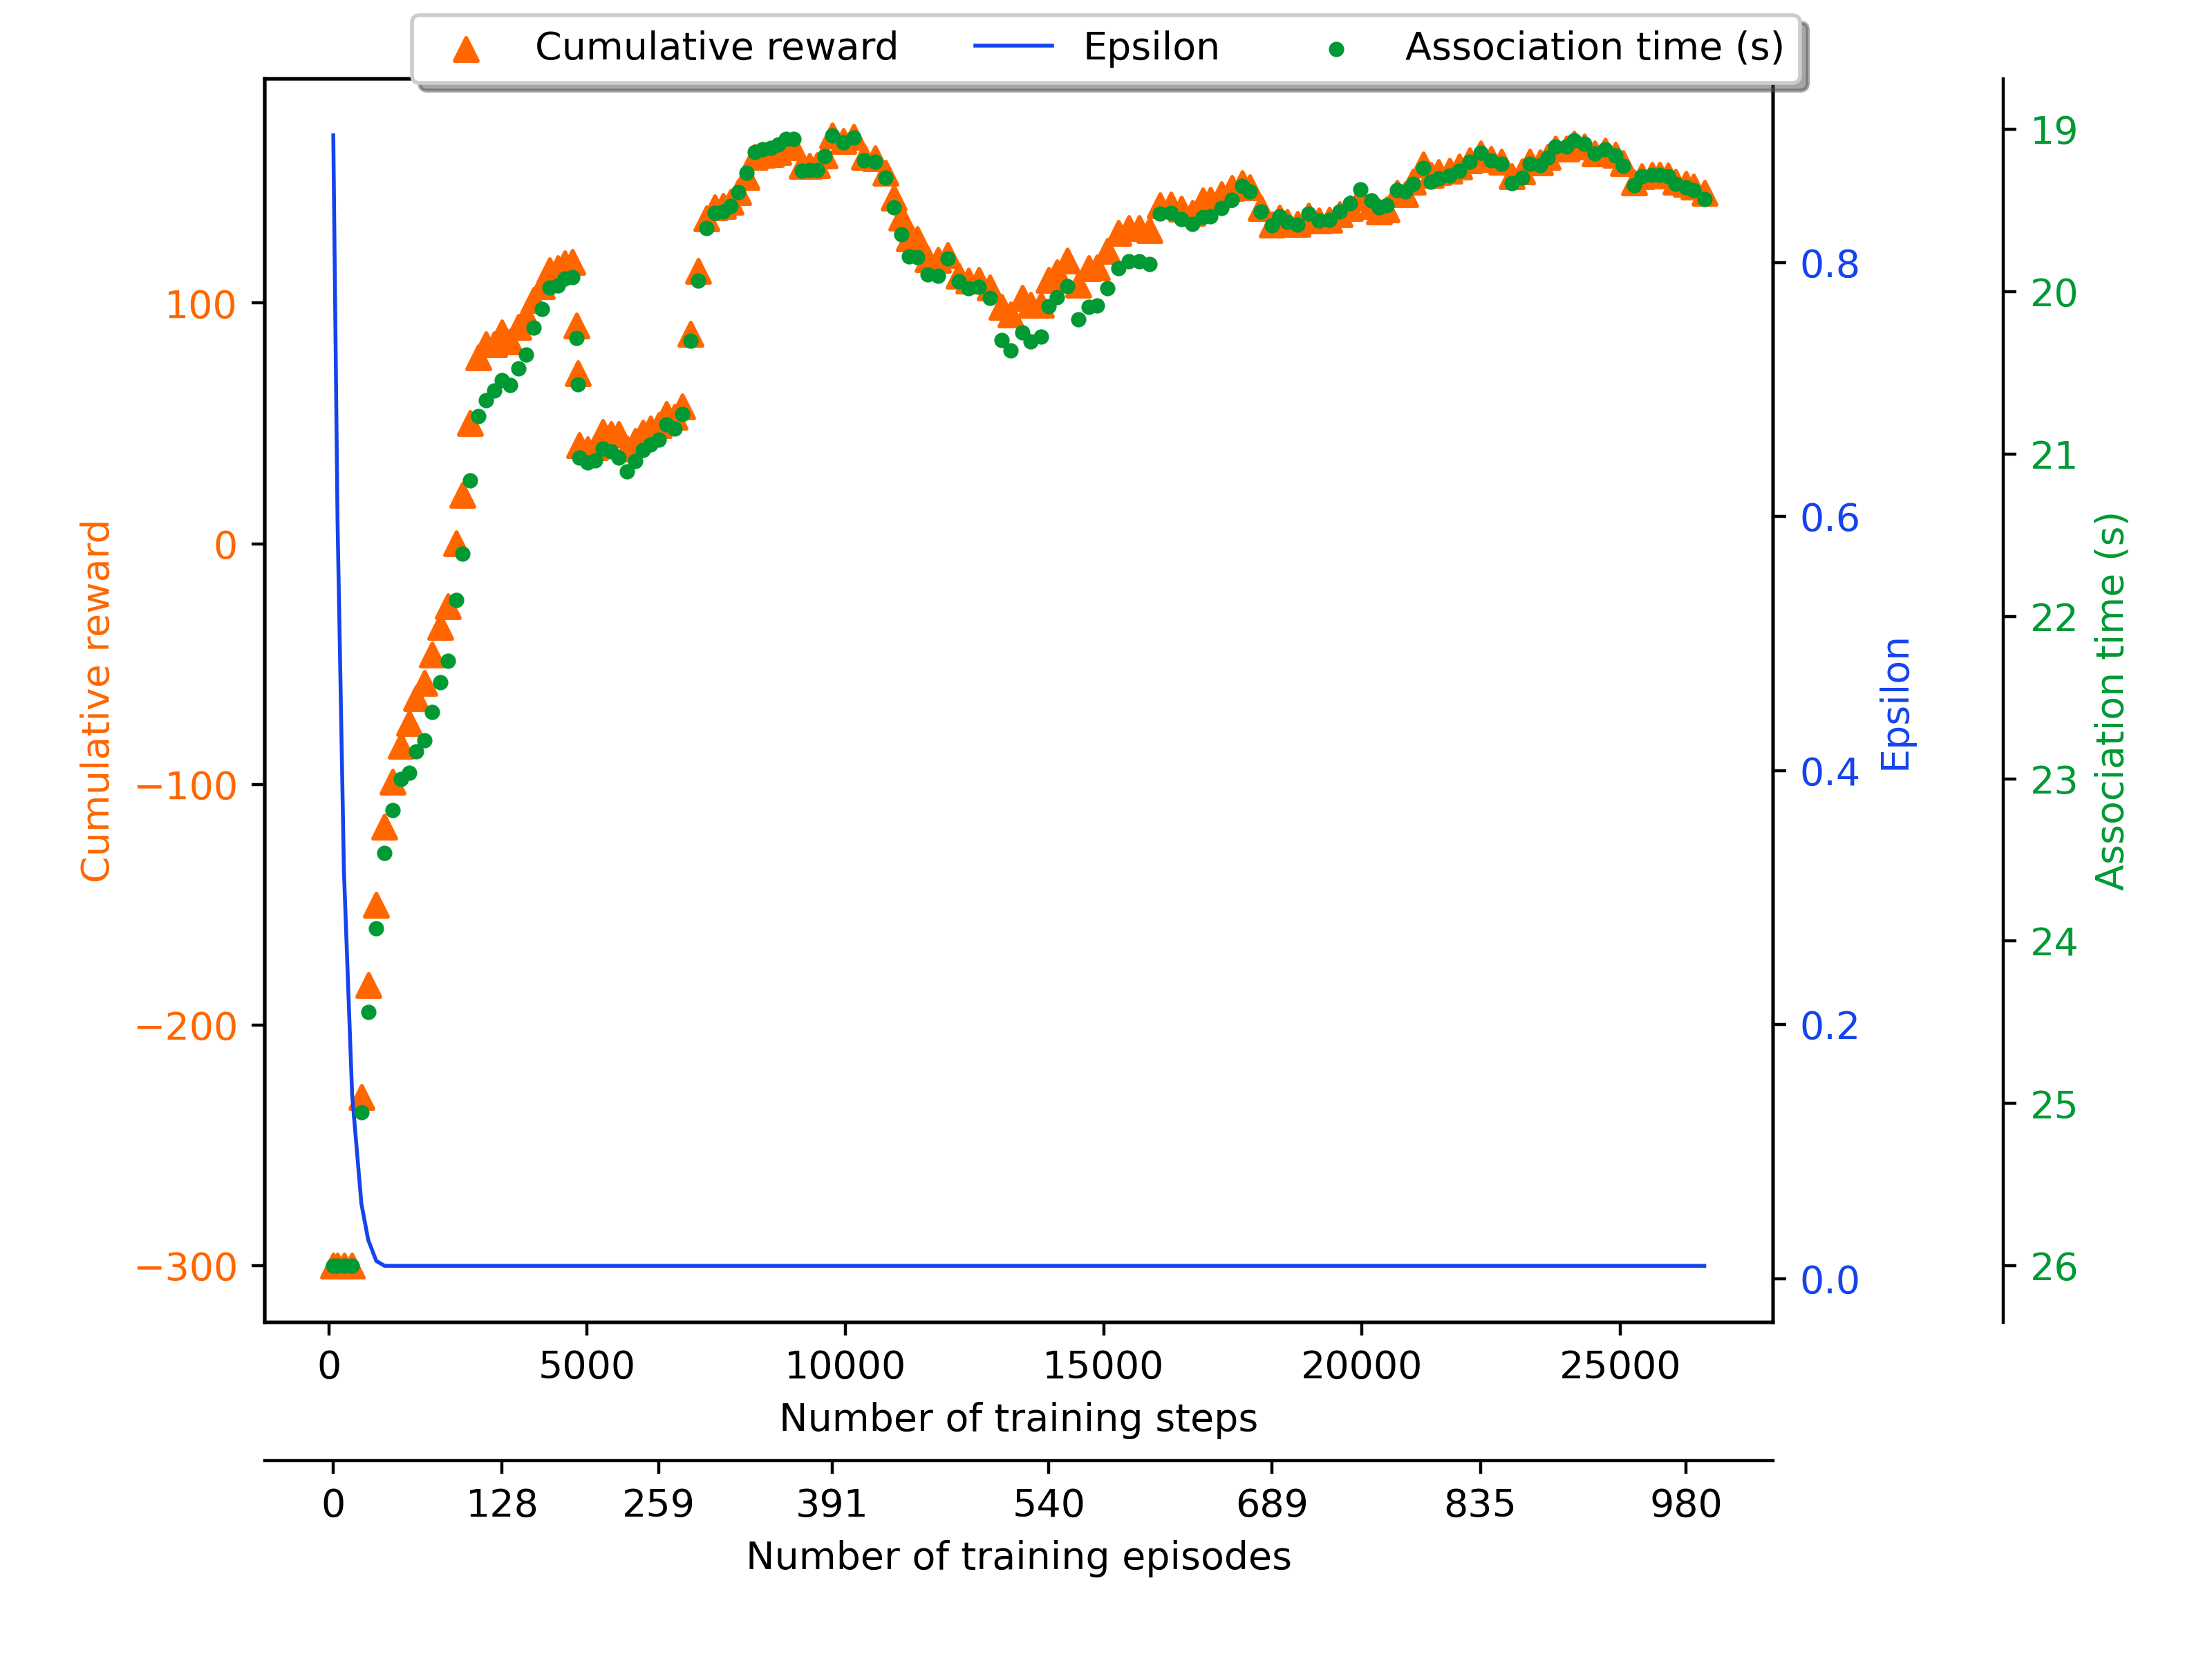 Cumulative reward Epsilon Association time (s)
100
0
−100
−200
−300
Cumulative reward
0.8
0.6
0.4
0.2
0.0
Epsilon
19
20
21
22
23
24
25
26
Association time (s)
0 5000 10000 15000 20000 25000
Number of training steps
0 128 259 391 540 689 835 980
Number of training episodes